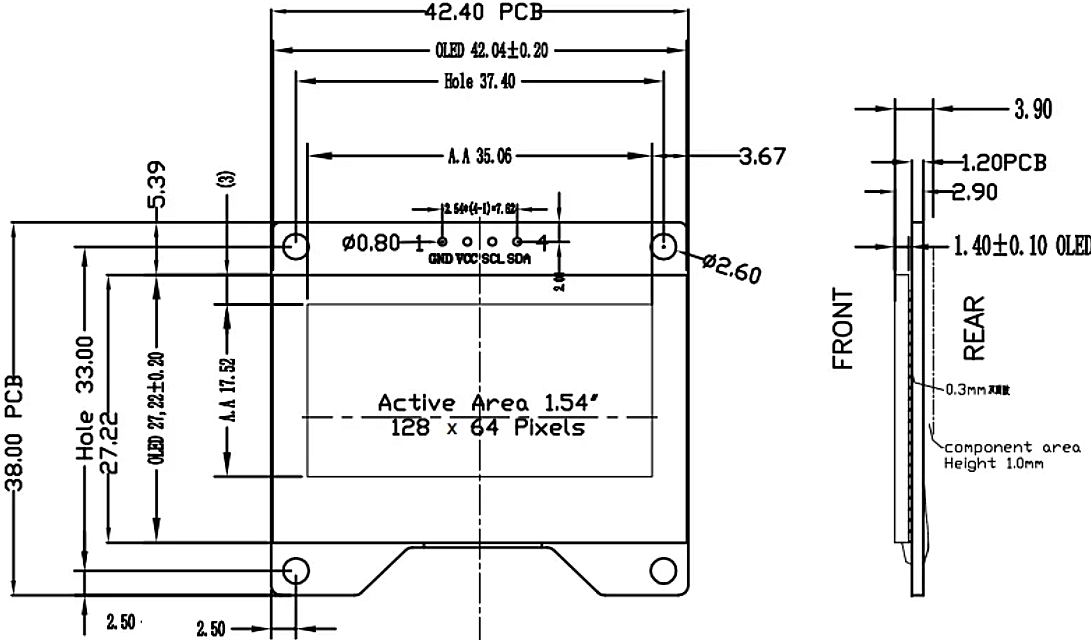 42.40 PCB
OLED 42.04±0.20
Hole 37.40
3.90
A.A 35.06
3.67
1.20PCB
5.39
(3)
2.90
2.54*(4-1)=7.62
Ø0.80
1
4
GND VCC SCL SDA
2.00
Ø2.60
1.40±0.10 OLED
FRONT
REAR
38.00 PCB
Hole 33.00
27.22
OLED 27,22±0.20
A.A 17.52
Active Area 1.54″
128 x 64 Pixels
0.3mm
component area
Height 1.0mm
2.50
2.50